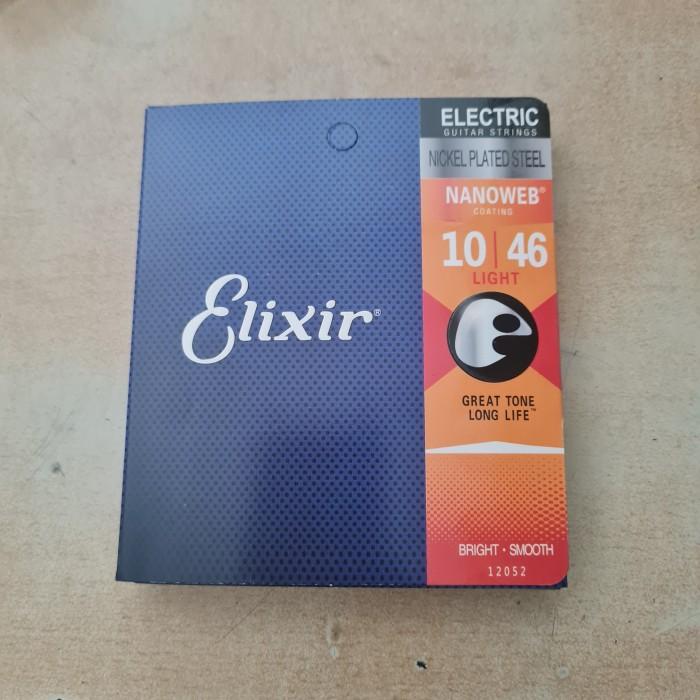 Elixir®
ELECTRIC
GUITAR STRINGS
NICKEL PLATED STEEL
NANOWEB®
COATING
10 | 46
LIGHT
GREAT TONE
LONG LIFE™
BRIGHT · SMOOTH
12052